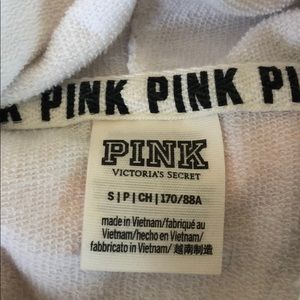 PINK PINK PI
PINK
VICTORIA'S SECRET
S | P | CH | 170/88A
made in Vietnam/fabriqué au
Vietnam/hecho en Vietnam/
fabbricato in Vietnam/越南制造